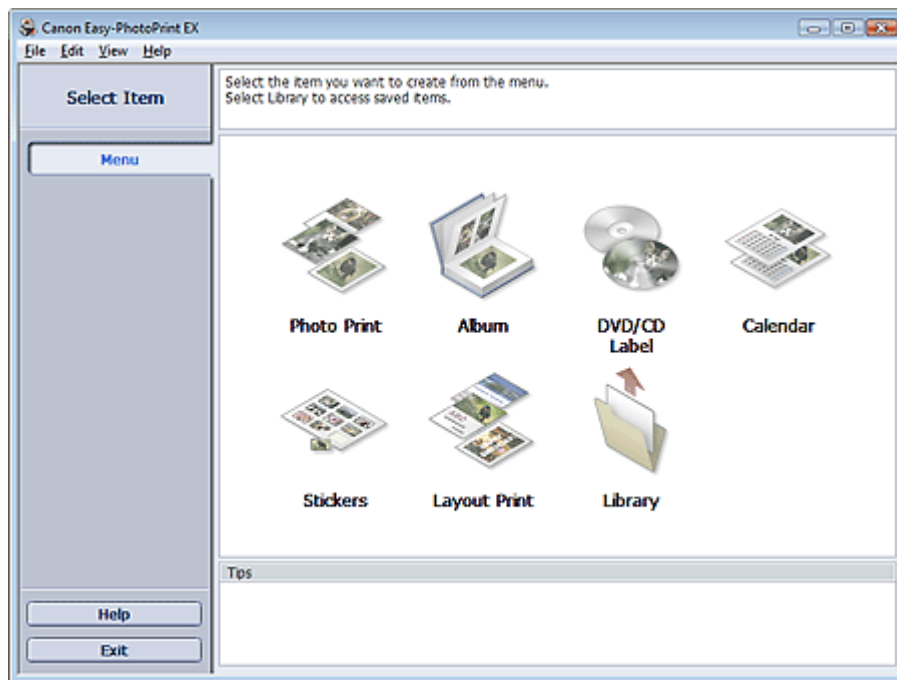 Canon Easy-PhotoPrint EX
File Edit View Help
Select Item
Select the item you want to create from the menu.
Select Library to access saved items.
Menu
Photo Print
Album
DVD/CD
Label
Calendar
Stickers
Layout Print
Library
Tips
Help
Exit